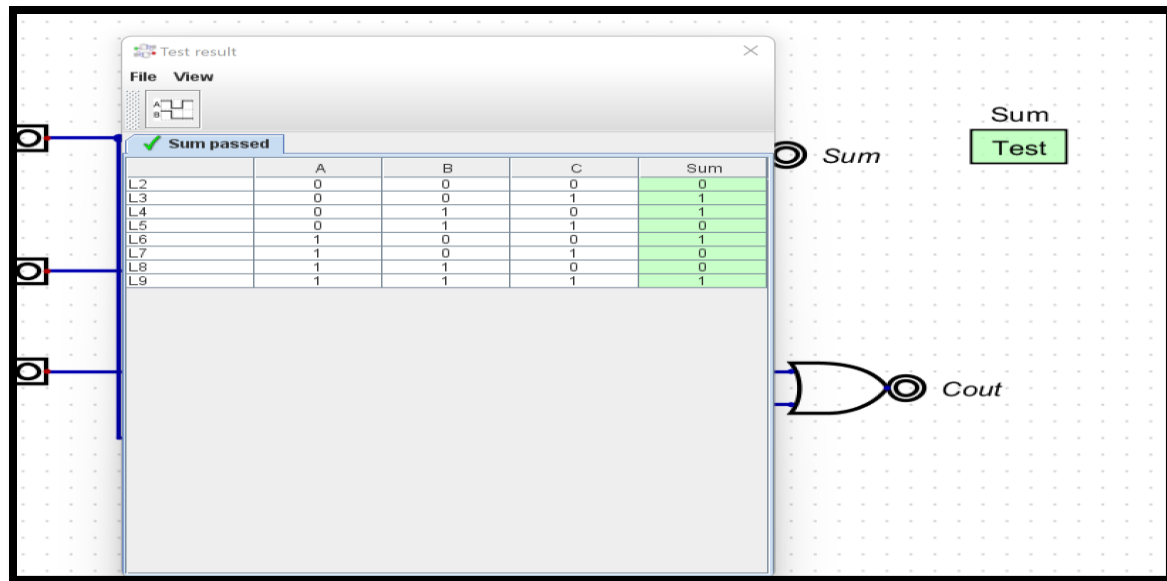 Test result
File View
A
B
Sum passed
A B C Sum
L2 0 0 0 0
L3 0 0 1 1
L4 0 1 0 1
L5 0 1 1 0
L6 1 0 0 1
L7 1 0 1 0
L8 1 1 0 0
L9 1 1 1 1
Sum
Test
Sum
Cout